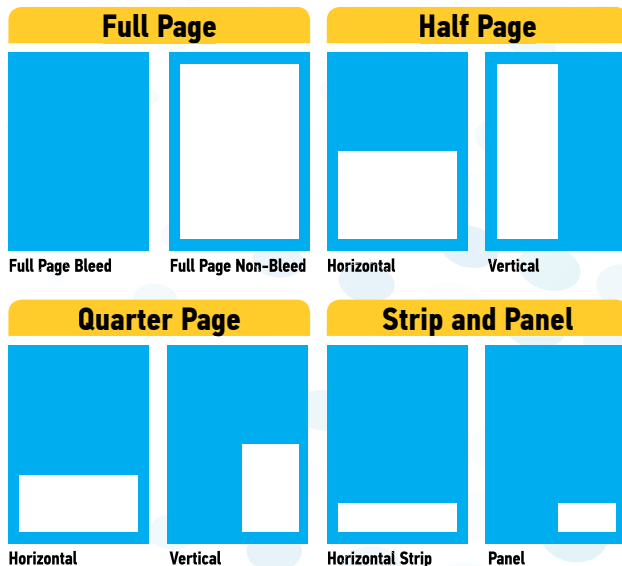 Full Page
Half Page
Full Page Bleed
Full Page Non-Bleed
Horizontal
Vertical
Quarter Page
Strip and Panel
Horizontal
Vertical
Horizontal Strip
Panel